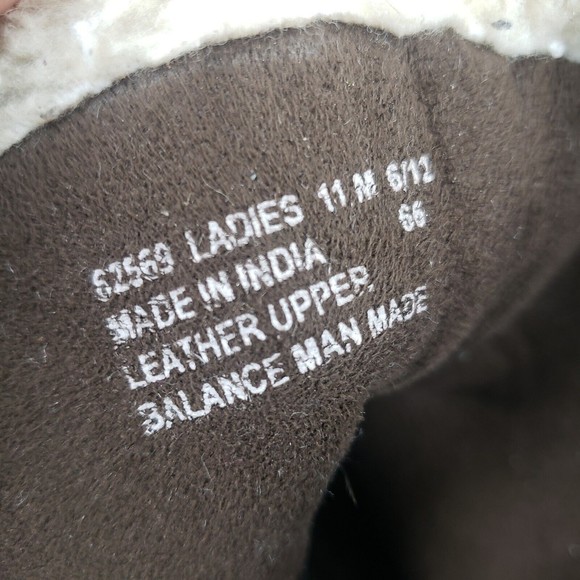 62569 LADIES 11 M 6/12
66
MADE IN INDIA
LEATHER UPPER,
BALANCE MAN MADE